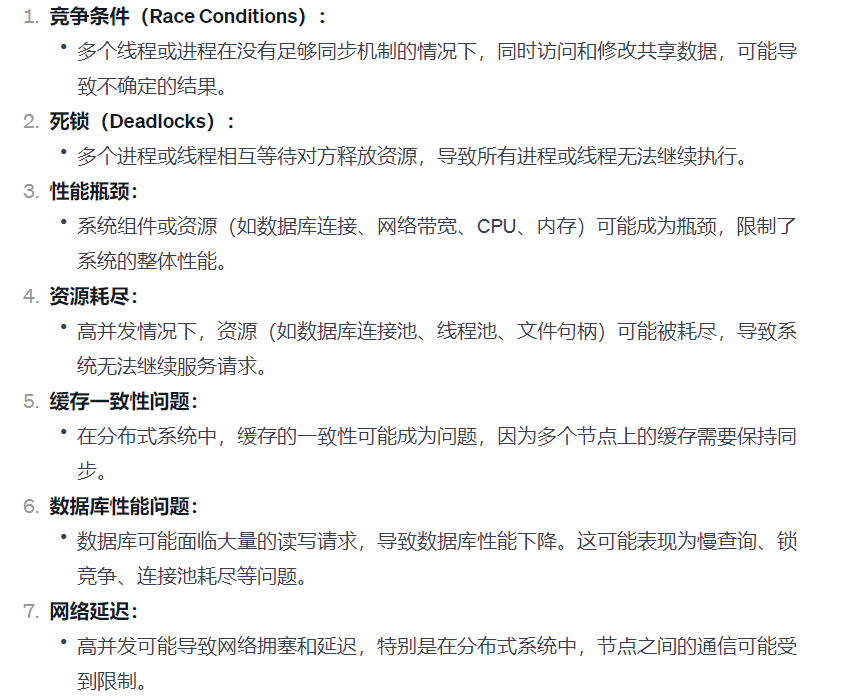 1. 竞争条件（Race Conditions）：
• 多个线程或进程在没有足够同步机制的情况下，同时访问和修改共享数据，可能导
致不确定的结果。
2. 死锁（Deadlocks）：
• 多个进程或线程相互等待对方释放资源，导致所有进程或线程无法继续执行。
3. 性能瓶颈：
• 系统组件或资源（如数据库连接、网络带宽、CPU、内存）可能成为瓶颈，限制了
系统的整体性能。
4. 资源耗尽：
• 高并发情况下，资源（如数据库连接池、线程池、文件句柄）可能被耗尽，导致系
统无法继续服务请求。
5. 缓存一致性问题：
• 在分布式系统中，缓存的一致性可能成为问题，因为多个节点上的缓存需要保持同
步。
6. 数据库性能问题：
• 数据库可能面临大量的读写请求，导致数据库性能下降。这可能表现为慢查询、锁
竞争、连接池耗尽等问题。
7. 网络延迟：
• 高并发可能导致网络拥塞和延迟，特别是在分布式系统中，节点之间的通信可能受
到限制。